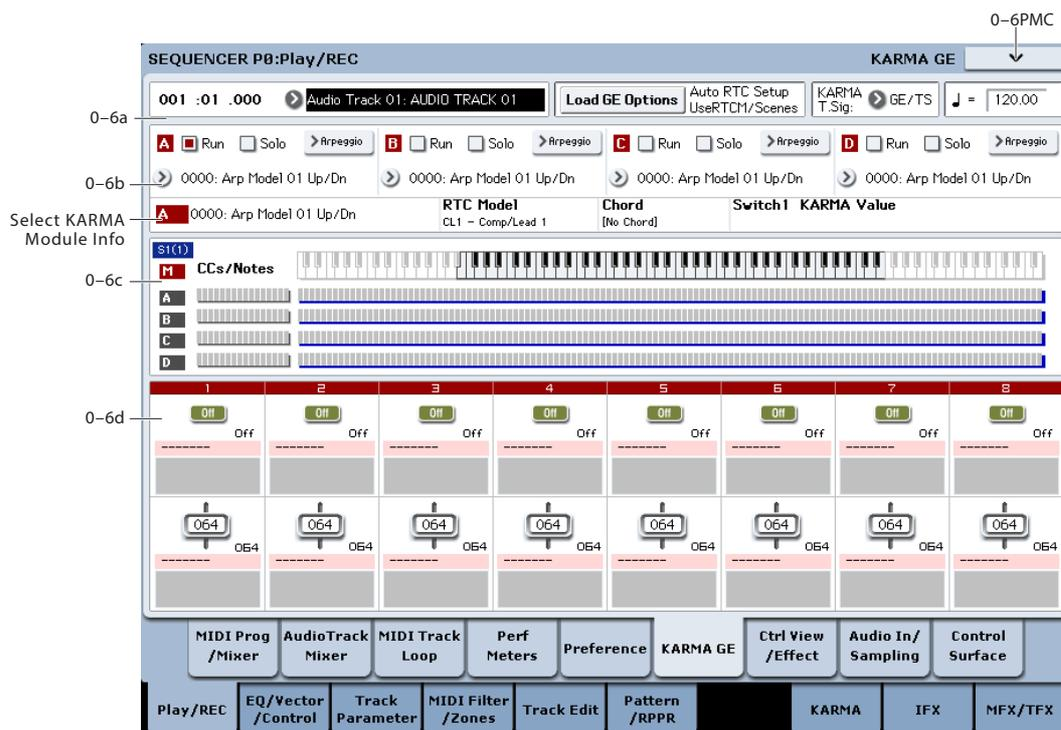 0–6PMC
SEQUENCER P0:Play/REC KARMA GE
001 :01 .000 Audio Track 01: AUDIO TRACK 01 Load GE Options Auto RTC Setup UseRTCM/Scenes KARMA T.Sig: GE/TS ♩ = 120.00
0–6a
A Run Solo >Arpeggio B Run Solo >Arpeggio C Run Solo >Arpeggio D Run Solo >Arpeggio
0–6b
0000: Arp Model 01 Up/Dn 0000: Arp Model 01 Up/Dn 0000: Arp Model 01 Up/Dn 0000: Arp Model 01 Up/Dn
Select KARMA Module Info
A 0000: Arp Model 01 Up/Dn RTC Model Chord Switch1 KARMA Value
CL1 – Comp/Lead 1 [No Chord]
S1(1)
M CCs/Notes
0–6c
A
B
C
D
1 2 3 4 5 6 7 8
0–6d
Off Off Off Off Off Off Off Off
Off Off Off Off Off Off Off Off
------- ------- ------- ------- ------- ------- ------- -------
064 064 064 064 064 064 064 064
064 064 064 064 064 064 064 064
------- ------- ------- ------- ------- ------- ------- -------
MIDI Prog /Mixer AudioTrack Mixer MIDI Track Loop Perf Meters Preference KARMA GE Ctrl View /Effect Audio In/ Sampling Control Surface
Play/REC EQ/Vector /Control Track Parameter MIDI Filter /Zones Track Edit Pattern /RPPR KARMA IFX MFX/TFX